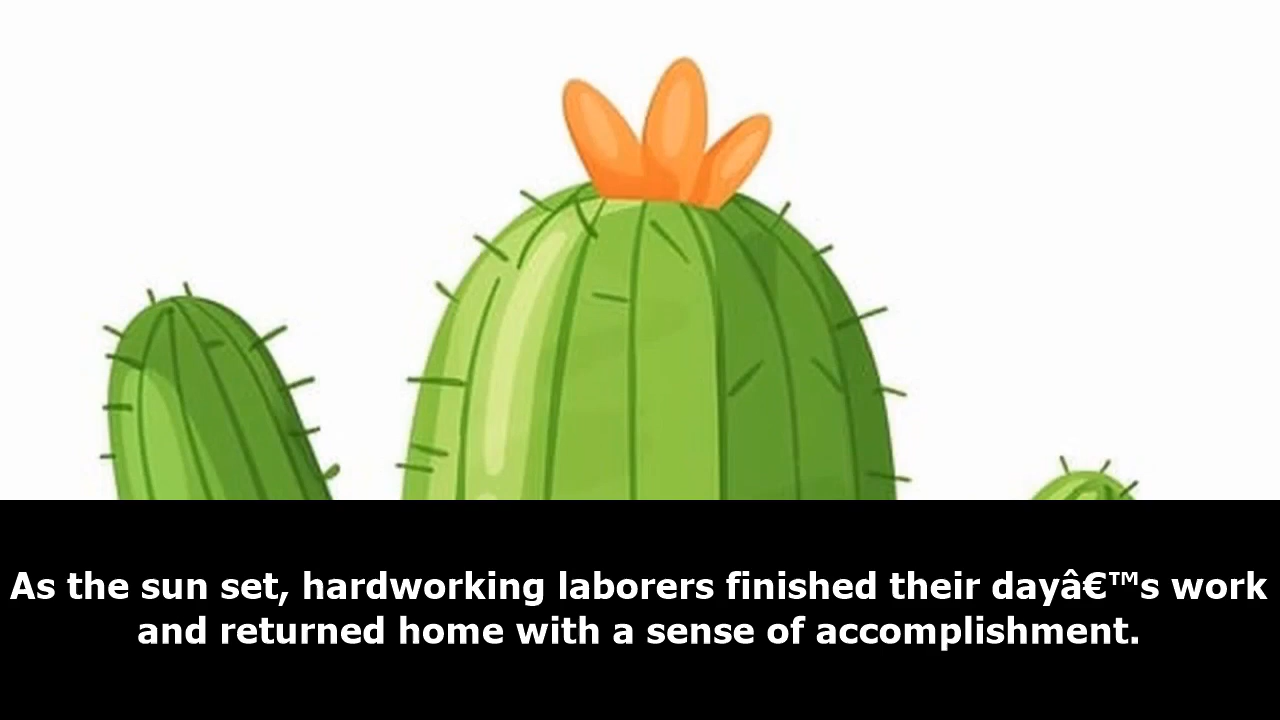 As the sun set, hardworking laborers finished their dayâ€™s work
and returned home with a sense of accomplishment.